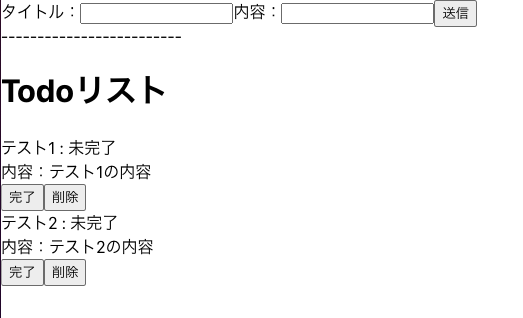 タイトル：内容：送信
-------------------------
Todoリスト
テスト1 : 未完了
内容：テスト1の内容
完了削除
テスト2 : 未完了
内容：テスト2の内容
完了削除